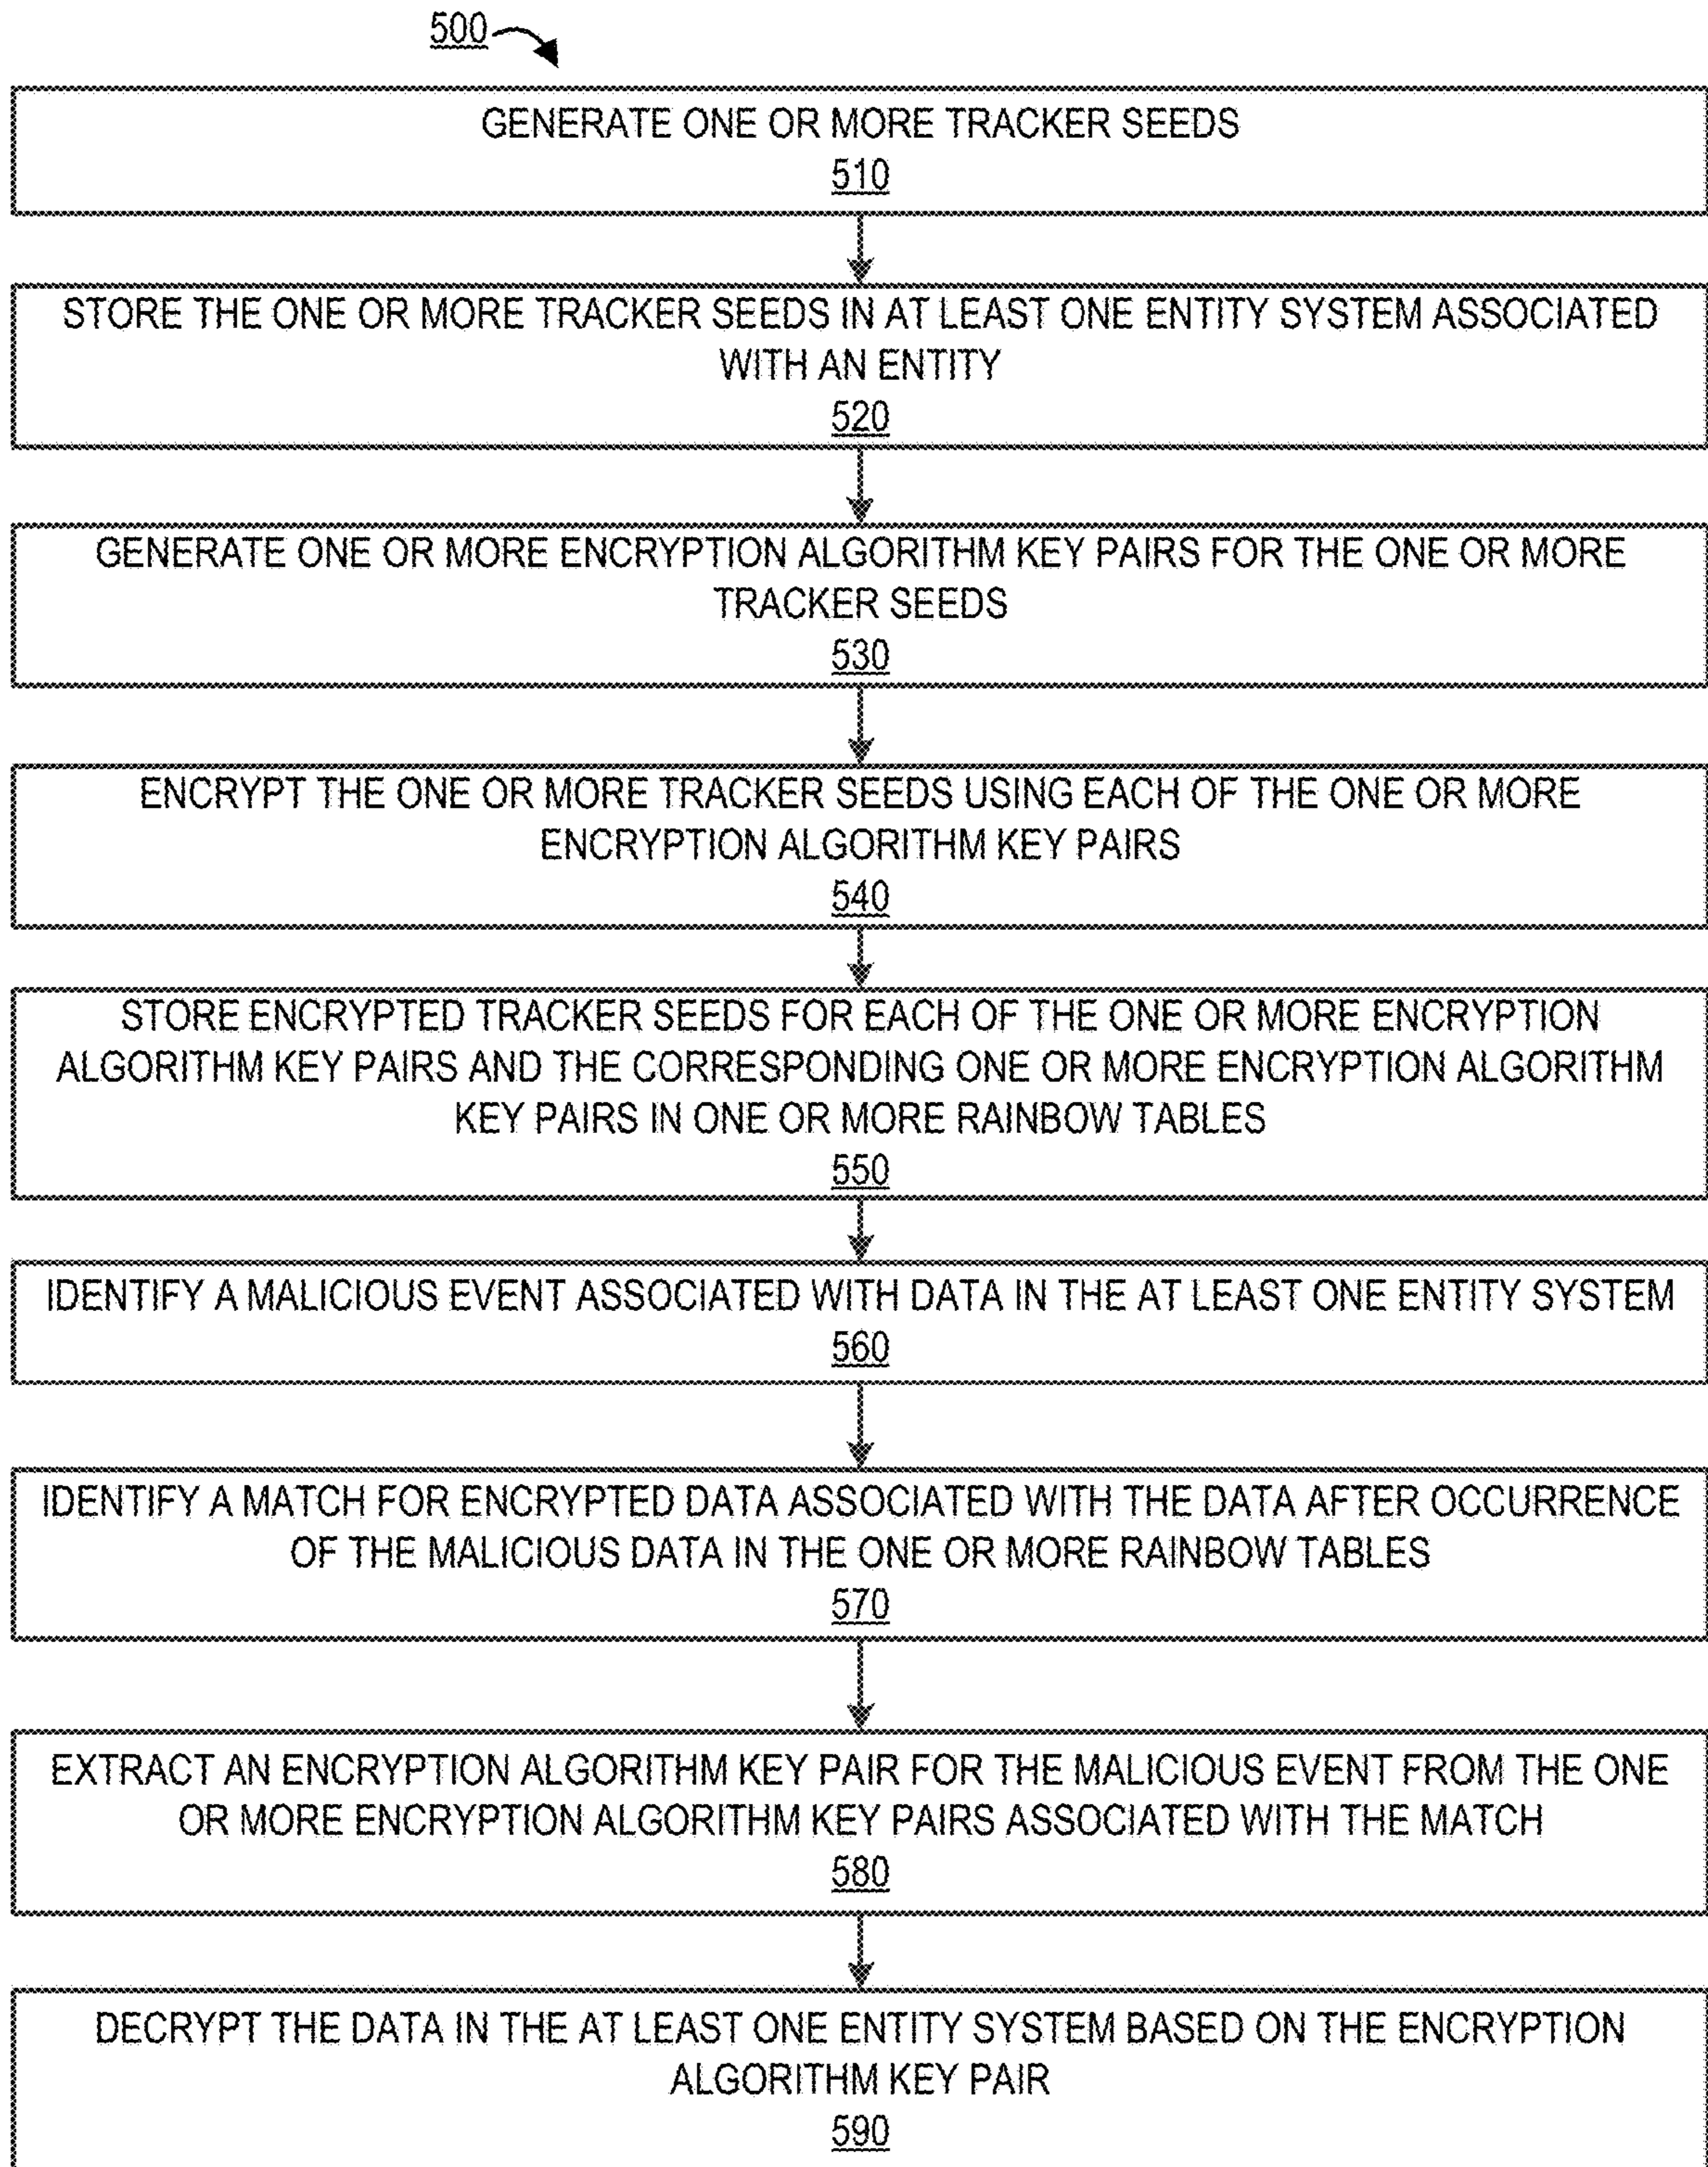 500
GENERATE ONE OR MORE TRACKER SEEDS
510
STORE THE ONE OR MORE TRACKER SEEDS IN AT LEAST ONE ENTITY SYSTEM ASSOCIATED
WITH AN ENTITY
520
GENERATE ONE OR MORE ENCRYPTION ALGORITHM KEY PAIRS FOR THE ONE OR MORE
TRACKER SEEDS
530
ENCRYPT THE ONE OR MORE TRACKER SEEDS USING EACH OF THE ONE OR MORE
ENCRYPTION ALGORITHM KEY PAIRS
540
STORE ENCRYPTED TRACKER SEEDS FOR EACH OF THE ONE OR MORE ENCRYPTION
ALGORITHM KEY PAIRS AND THE CORRESPONDING ONE OR MORE ENCRYPTION ALGORITHM
KEY PAIRS IN ONE OR MORE RAINBOW TABLES
550
IDENTIFY A MALICIOUS EVENT ASSOCIATED WITH DATA IN THE AT LEAST ONE ENTITY SYSTEM
560
IDENTIFY A MATCH FOR ENCRYPTED DATA ASSOCIATED WITH THE DATA AFTER OCCURRENCE
OF THE MALICIOUS DATA IN THE ONE OR MORE RAINBOW TABLES
570
EXTRACT AN ENCRYPTION ALGORITHM KEY PAIR FOR THE MALICIOUS EVENT FROM THE ONE
OR MORE ENCRYPTION ALGORITHM KEY PAIRS ASSOCIATED WITH THE MATCH
580
DECRYPT THE DATA IN THE AT LEAST ONE ENTITY SYSTEM BASED ON THE ENCRYPTION
ALGORITHM KEY PAIR
590